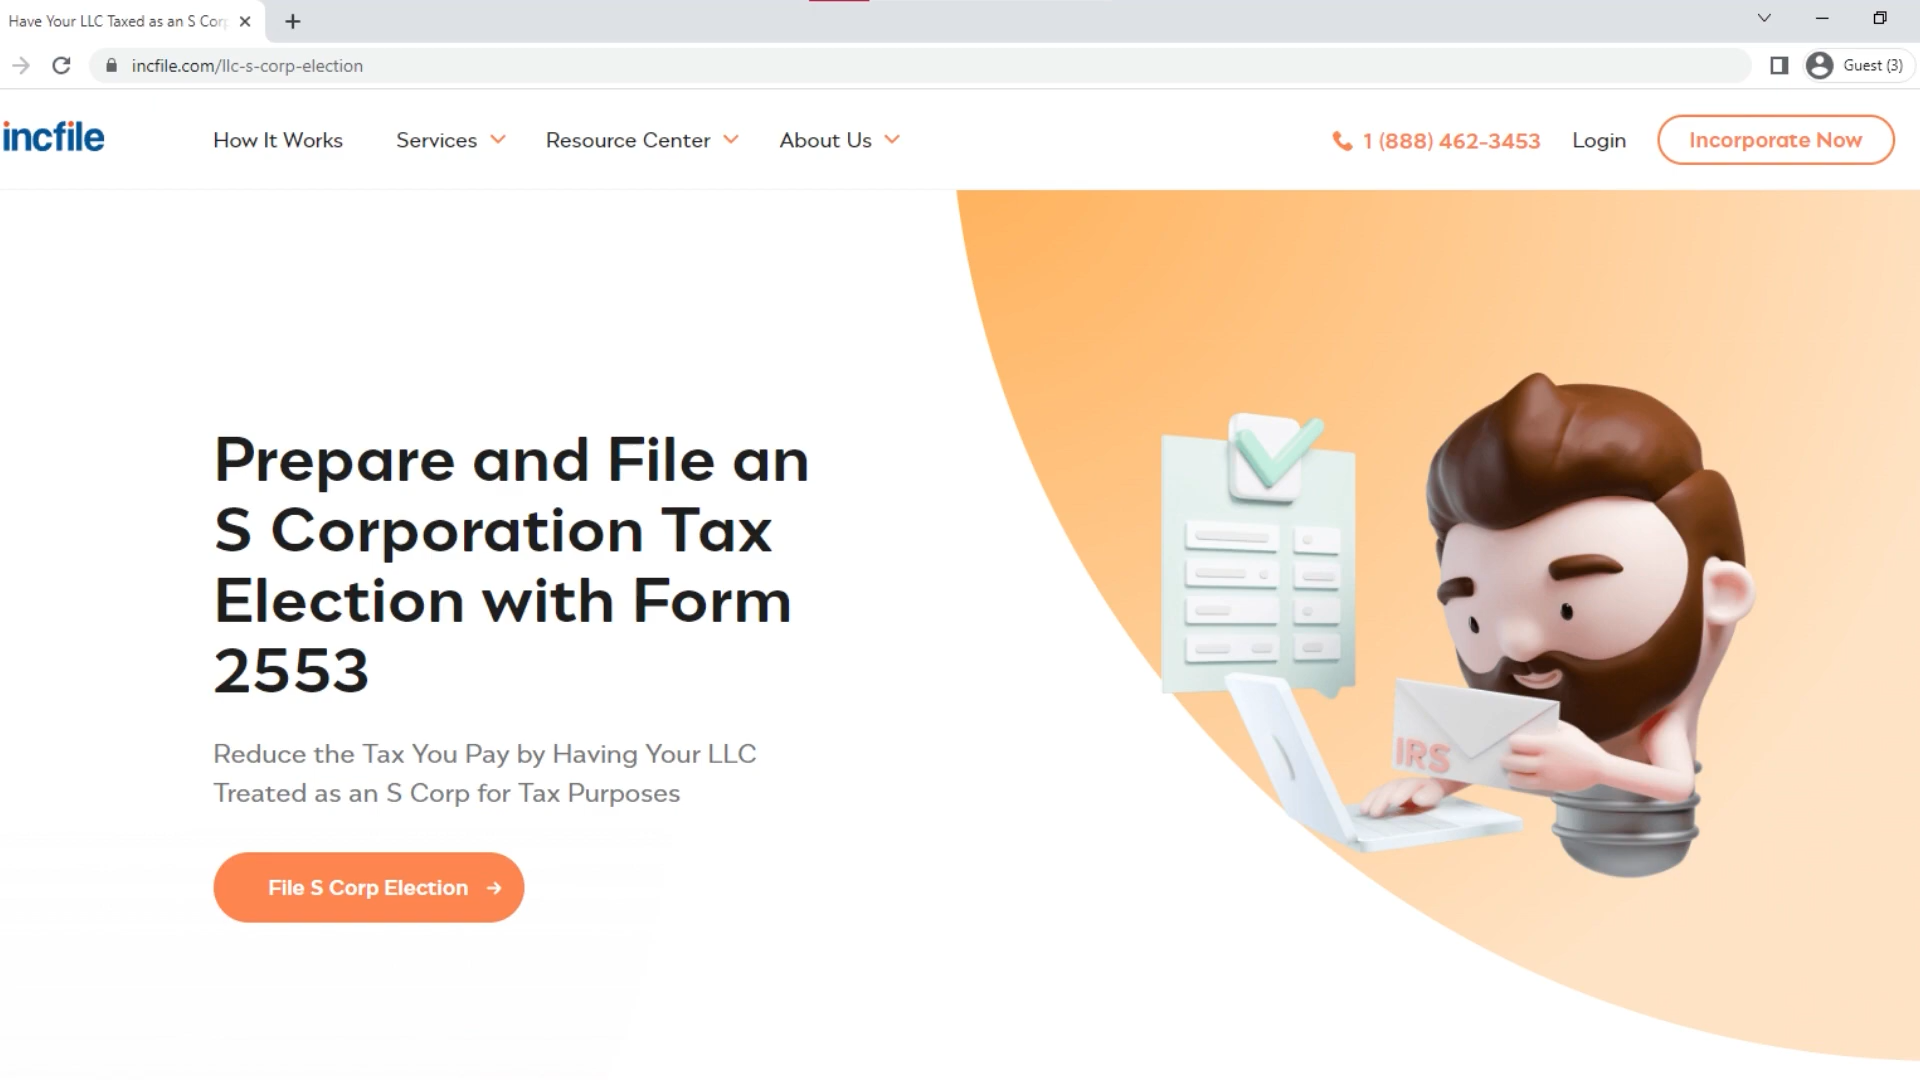 Have Your LLC Taxed as an S Corp
incfile.com/llc-s-corp-election
Guest (3)
incfile
How It Works
Services
Resource Center
About Us
1 (888) 462-3453
Login
Incorporate Now
Prepare and File an
S Corporation Tax
Election with Form
2553
Reduce the Tax You Pay by Having Your LLC
Treated as an S Corp for Tax Purposes
File S Corp Election
IRS